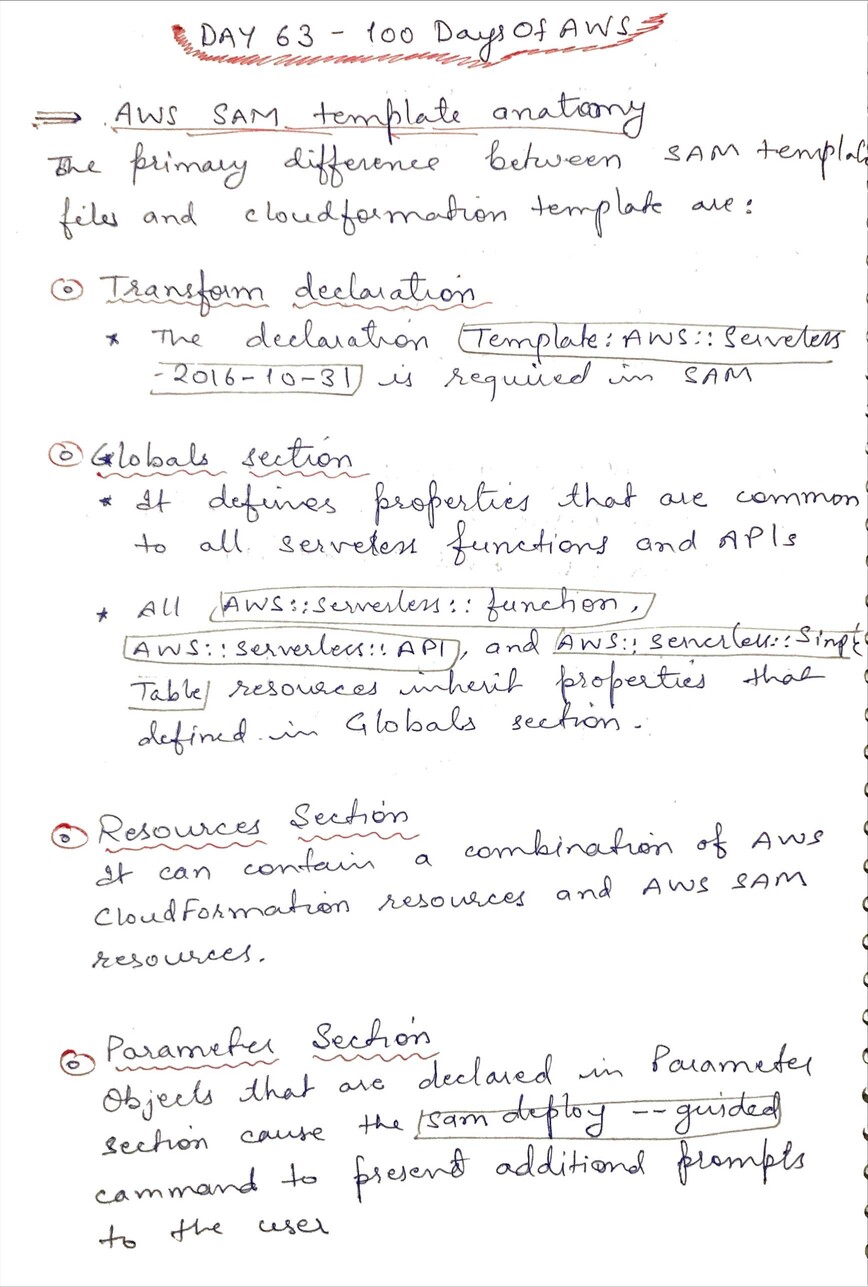 DAY 63 - 100 Days Of AWS
⇒ AWS SAM template anatomy
The primary difference between SAM templat
files and cloudformation template are:
⊙ Transform declaration
* The declaration Template: AWS::Serveless
-2016-10-31 is required in SAM
⊙ Globals section
* It defines properties that are common
to all serveless functions and APIs
* All AWS::Serverless::function,
AWS::Serverless::API, and AWS::Serverless::Simpl
Table resources inherit properties that
defined in Globals section.
⊙ Resources Section
It can contain a combination of AWS
CloudFormation resources and AWS SAM
resources.
⊙ Parameter Section
Objects that are declared in Parameter
section cause the sam deploy --guided
cammand to present additional prompts
to the user